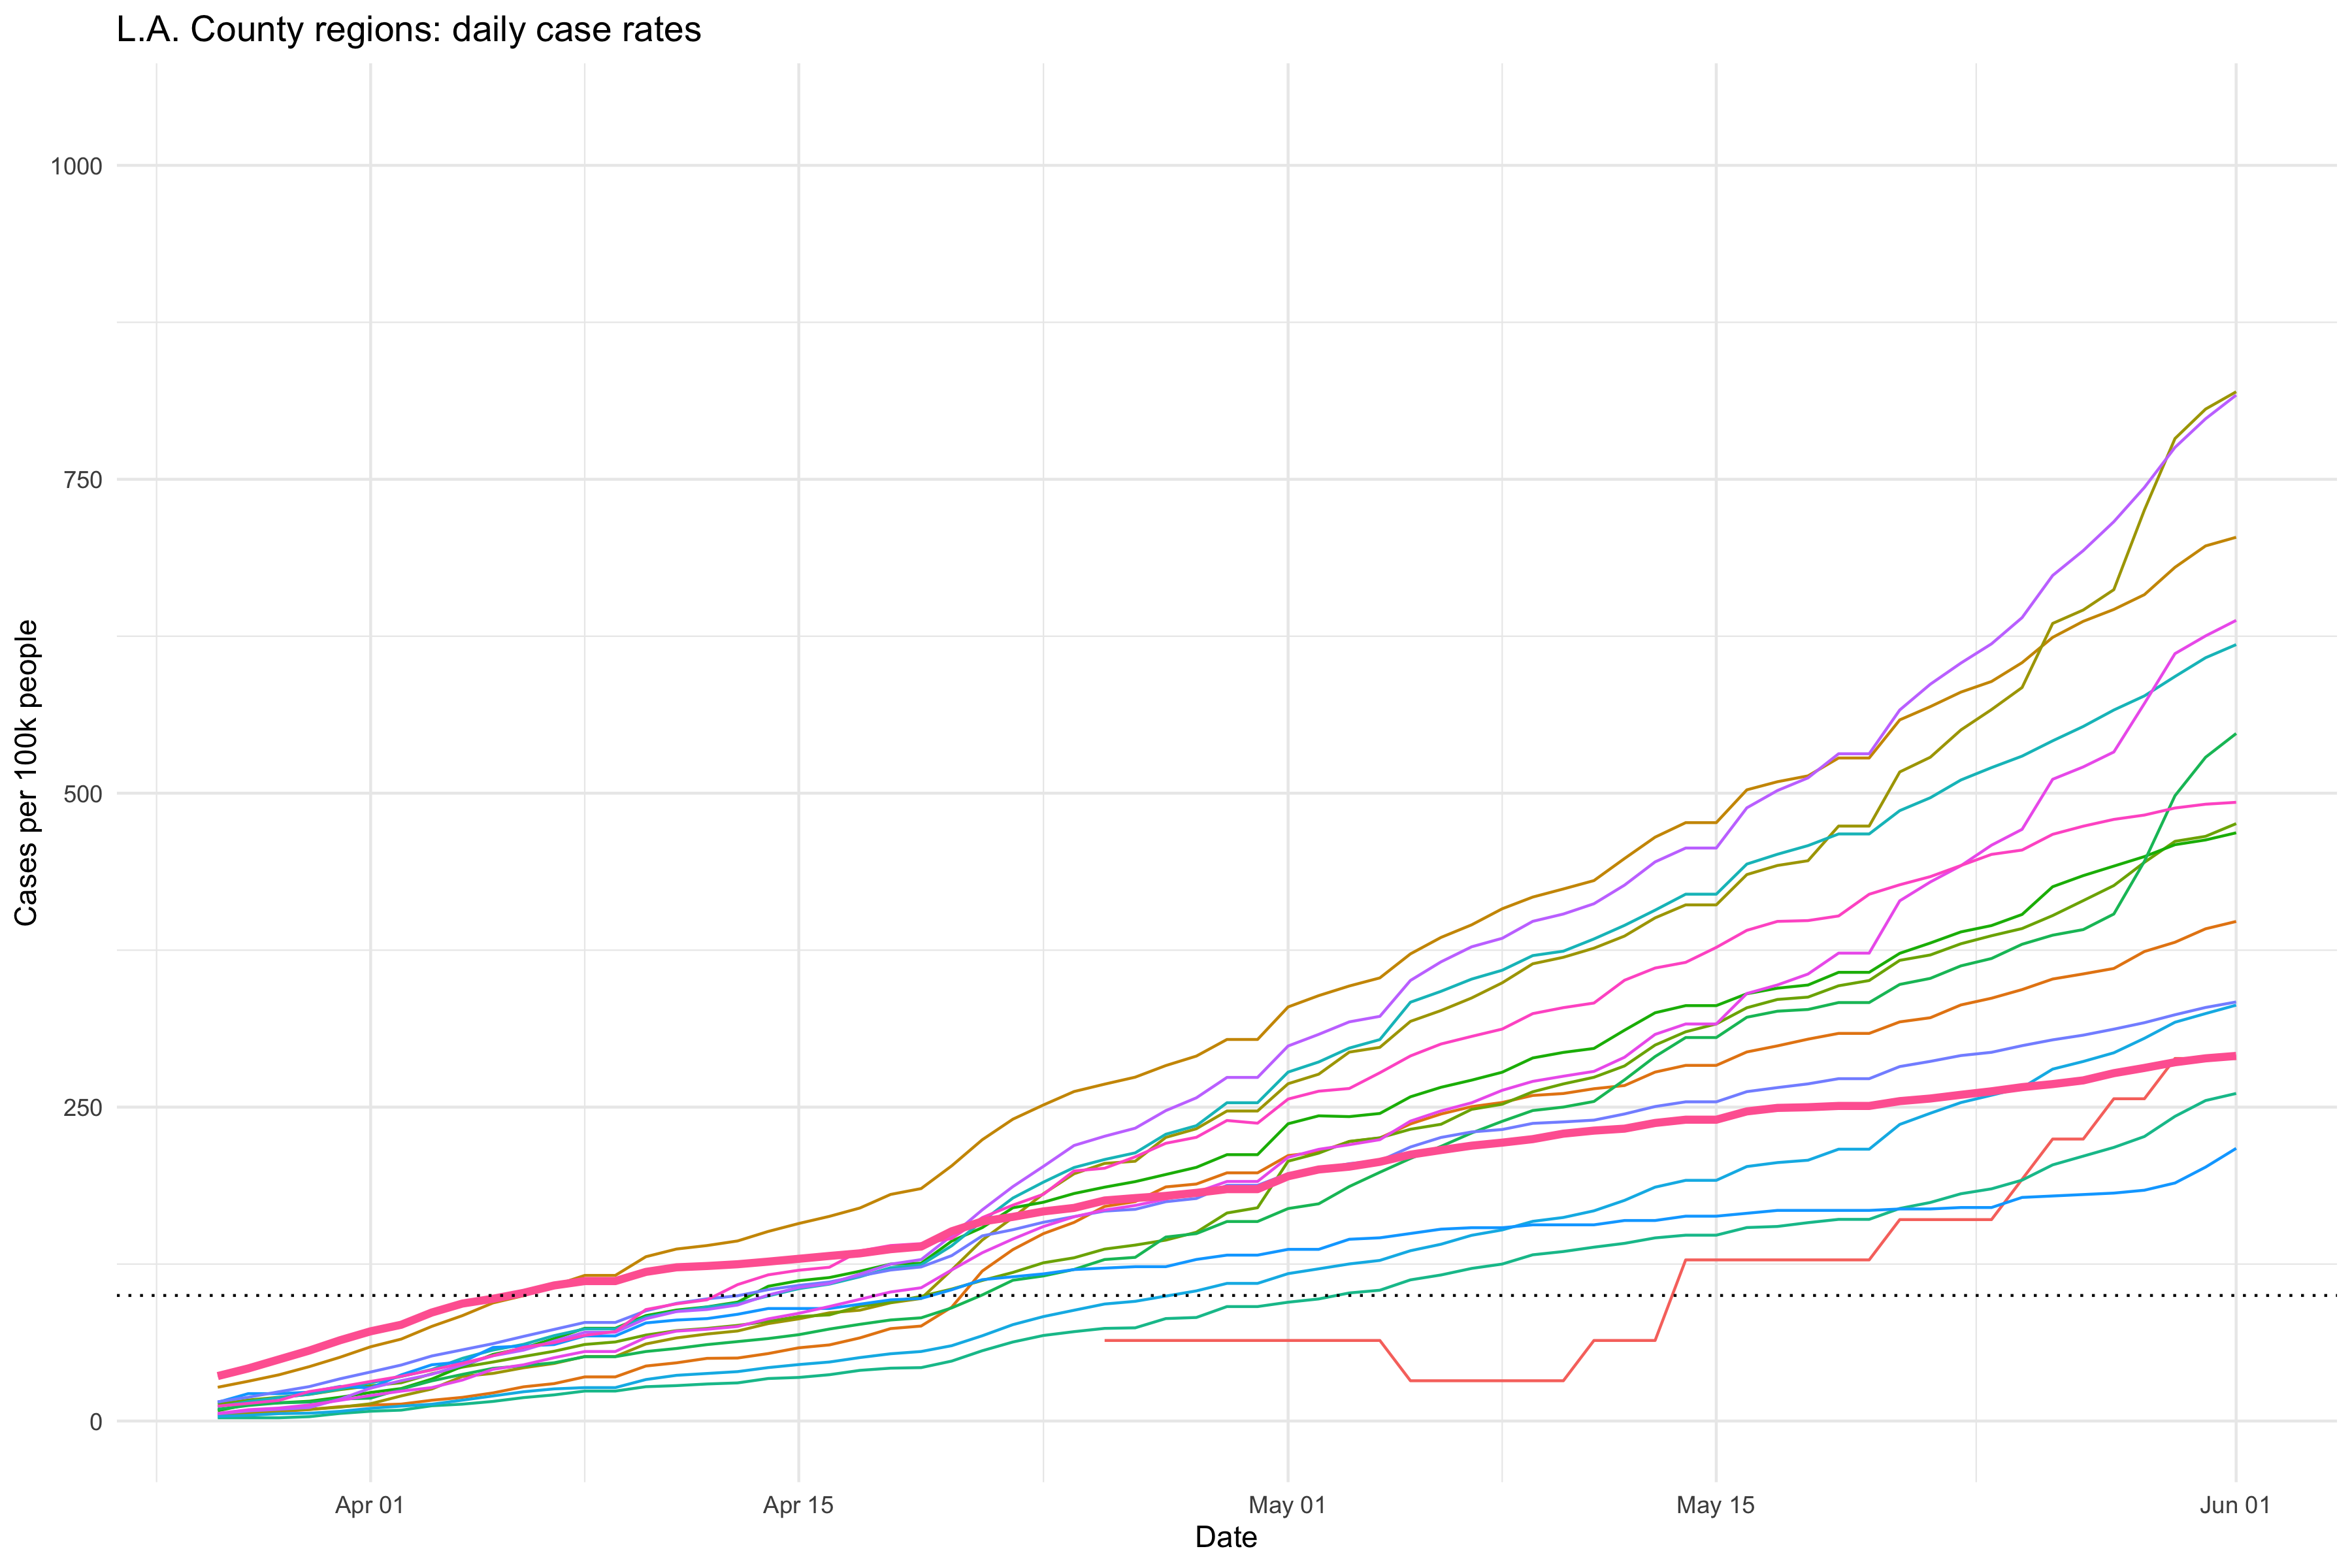 L.A. County regions: daily case rates
1000
750
500
250
0
Cases per 100k people
Apr 01
Apr 15
May 01
May 15
Jun 01
Date